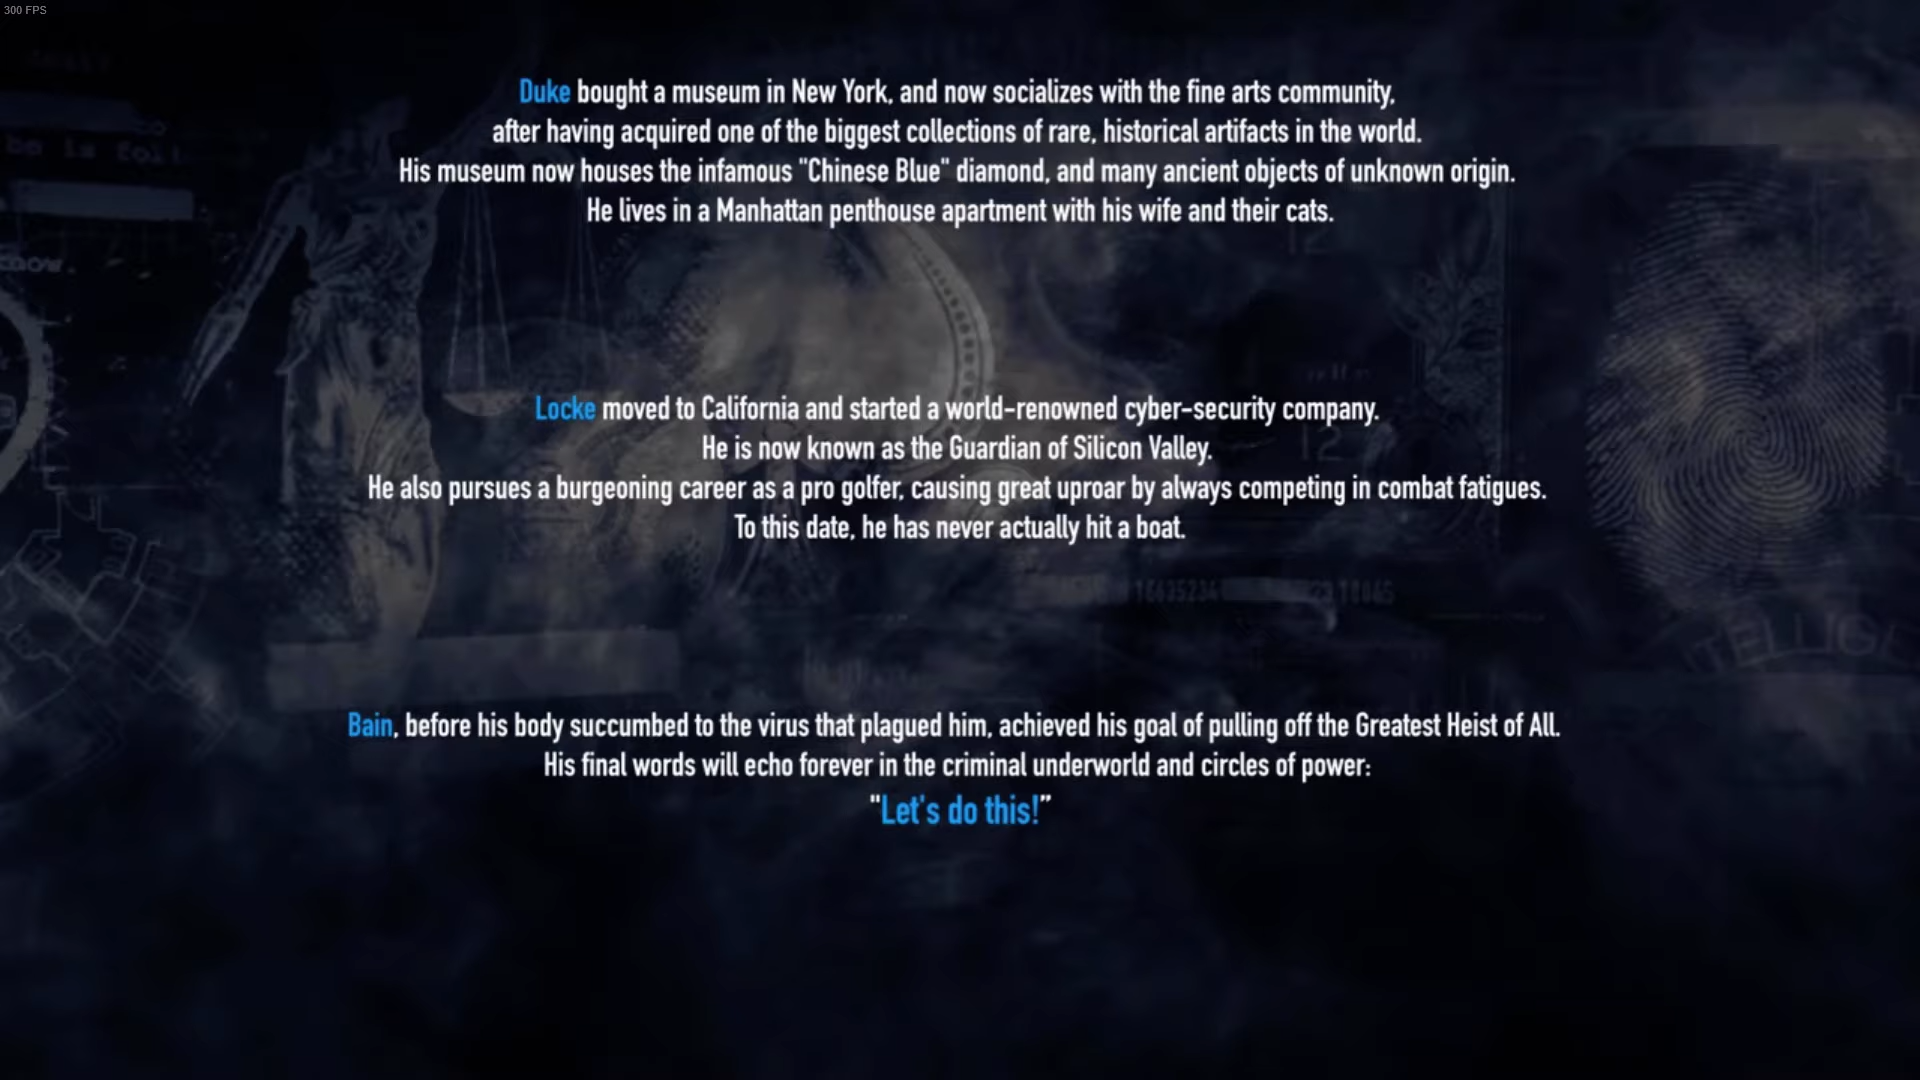 300 FPS
Duke bought a museum in New York, and now socializes with the fine arts community,
after having acquired one of the biggest collections of rare, historical artifacts in the world.
His museum now houses the infamous "Chinese Blue" diamond, and many ancient objects of unknown origin.
He lives in a Manhattan penthouse apartment with his wife and their cats.
Locke moved to California and started a world-renowned cyber-security company.
He is now known as the Guardian of Silicon Valley.
He also pursues a burgeoning career as a pro golfer, causing great uproar by always competing in combat fatigues.
To this date, he has never actually hit a boat.
Bain, before his body succumbed to the virus that plagued him, achieved his goal of pulling off the Greatest Heist of All.
His final words will echo forever in the criminal underworld and circles of power:
"Let's do this!”